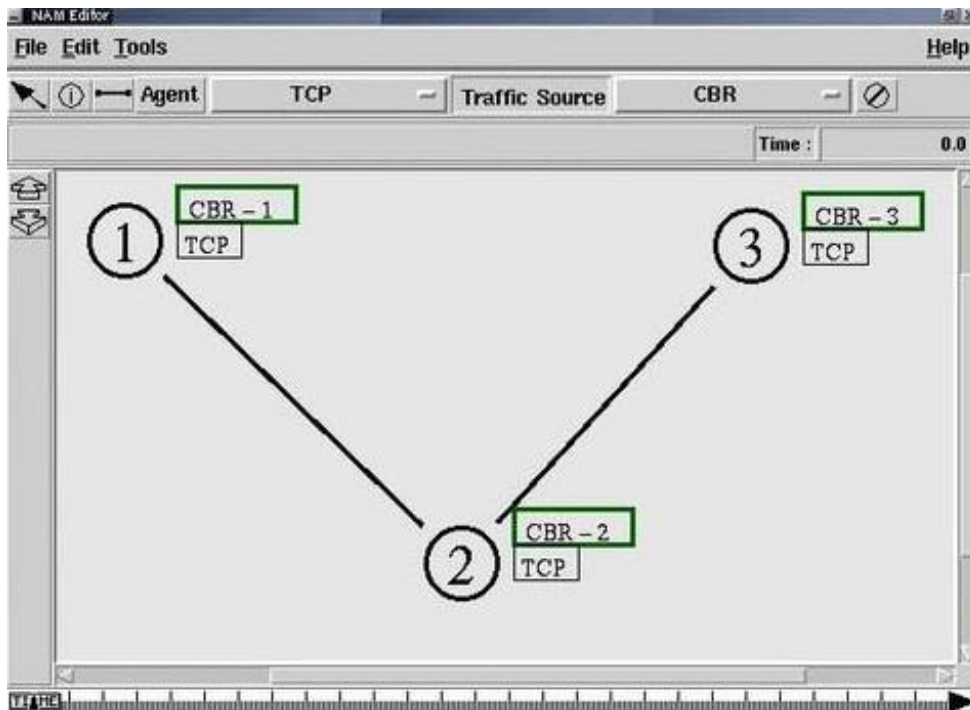 NAM Editor
File Edit Tools Help
Agent TCP Traffic Source CBR
Time : 0.0
CBR – 1
TCP
1
CBR – 3
TCP
3
CBR – 2
TCP
2
TIME